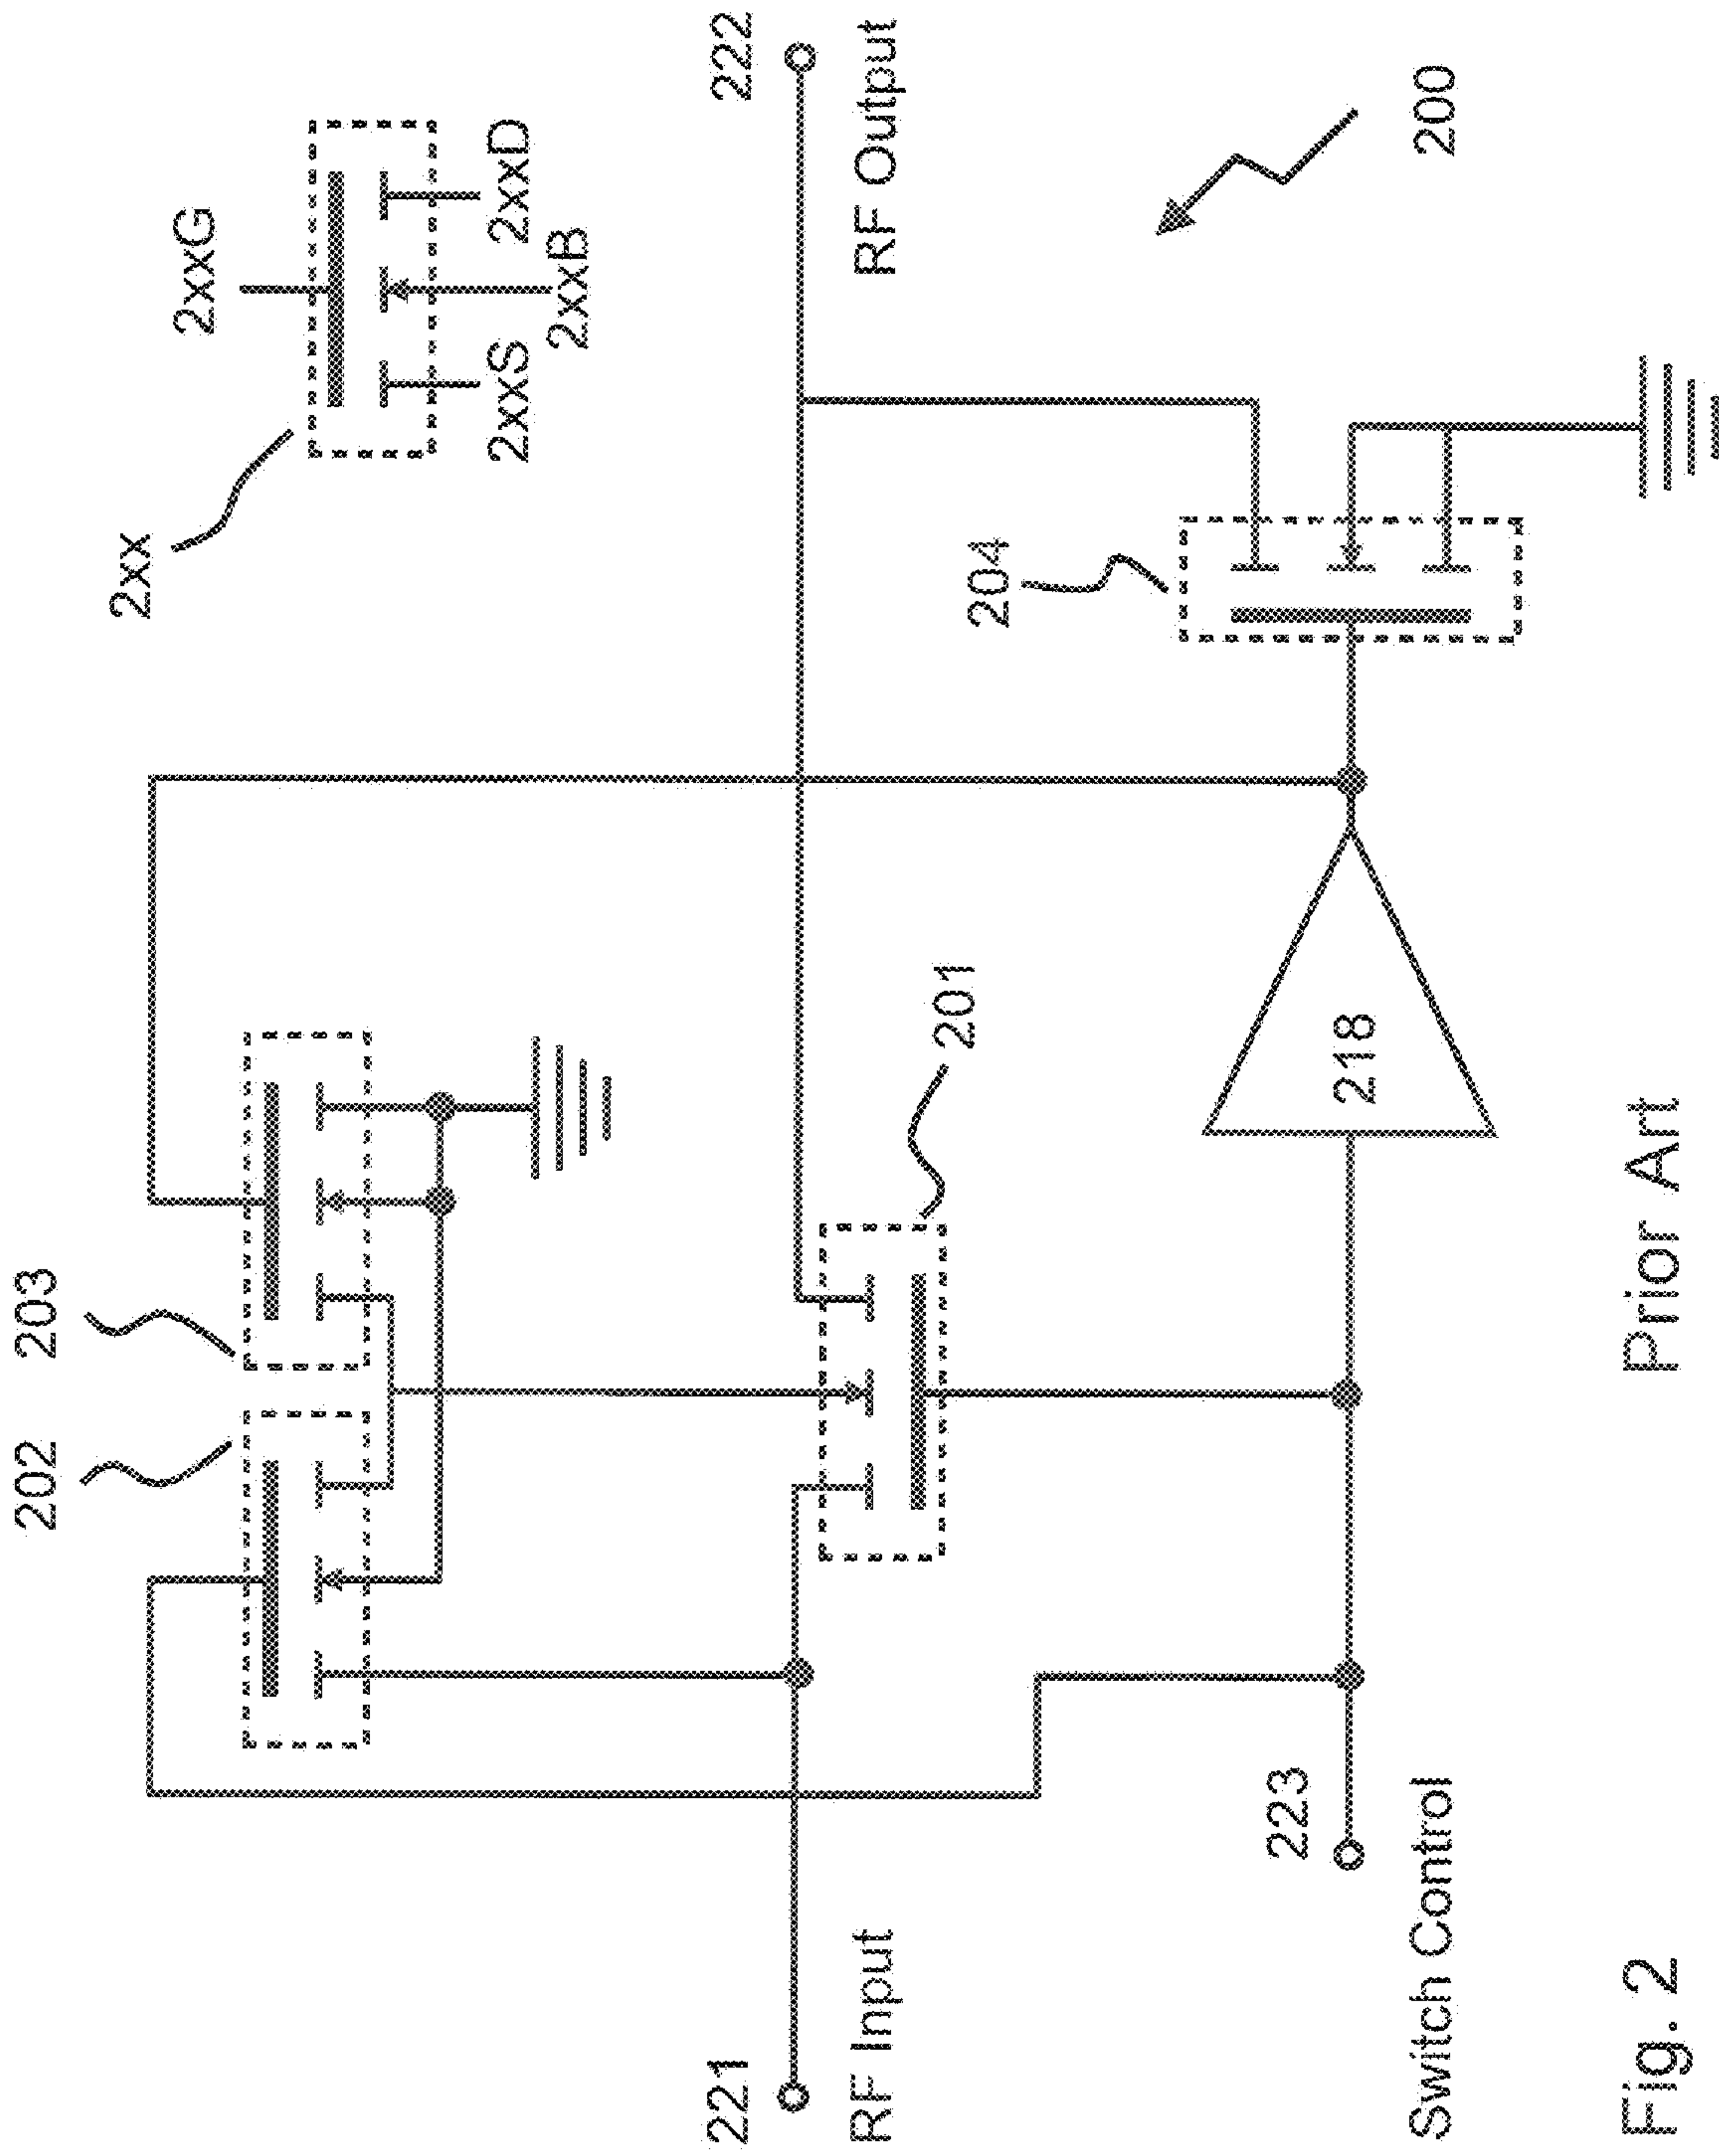 202
203
2xx
2xxG
2xxS
2xxD
2xxB
221
222
RF Input
RF Output
201
204
223
218
Switch Control
200
Fig. 2
Prior Art